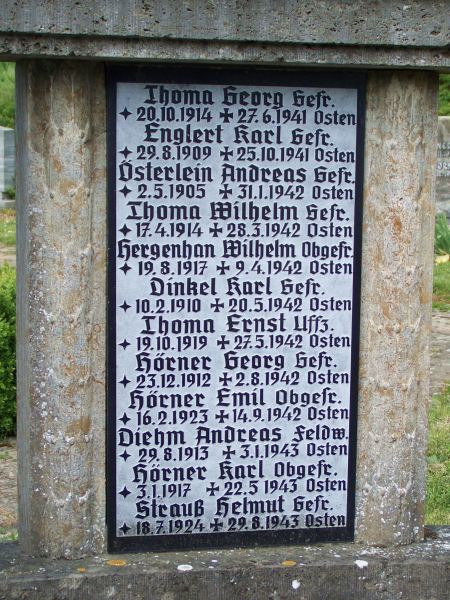 Thoma Georg Gefr.
✦ 20.10.1914 ✠ 27.6.1941 Osten
Englert Karl Gefr.
✦ 29.8.1909 ✠ 25.10.1941 Osten
Österlein Andreas Gefr.
✦ 2.5.1905 ✠ 31.1.1942 Osten
Thoma Wilhelm Gefr.
✦ 17.4.1914 ✠ 28.3.1942 Osten
Hergenhan Wilhelm Obgefr.
✦ 19.8.1917 ✠ 9.4.1942 Osten
Dinkel Karl Gefr.
✦ 10.2.1910 ✠ 20.5.1942 Osten
Thoma Ernst Uffz.
✦ 19.10.1919 ✠ 27.5.1942 Osten
Hörner Georg Gefr.
✦ 23.12.1912 ✠ 2.8.1942 Osten
Hörner Emil Obgefr.
✦ 16.2.1923 ✠ 14.9.1942 Osten
Diehm Andreas Feldw.
✦ 29.8.1913 ✠ 3.1.1943 Osten
Hörner Karl Obgefr.
✦ 3.1.1917 ✠ 22.5.1943 Osten
Strauß Helmut Gefr.
✦ 18.7.1924 ✠ 29.8.1943 Osten